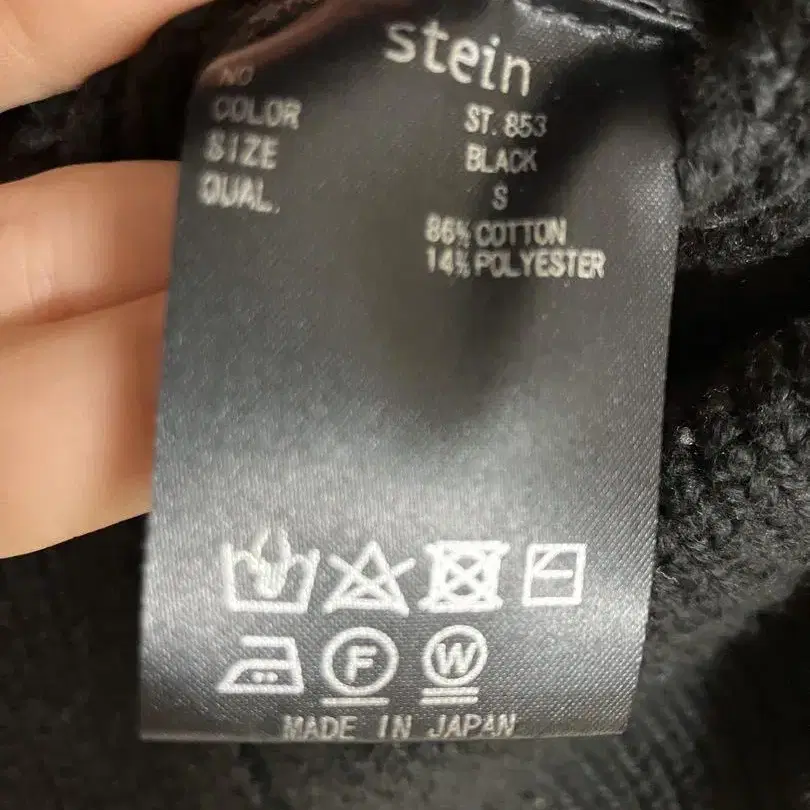 stein
NO ST.853
COLOR BLACK
SIZE S
QUAL. 86% COTTON
14% POLYESTER
F W
MADE IN JAPAN